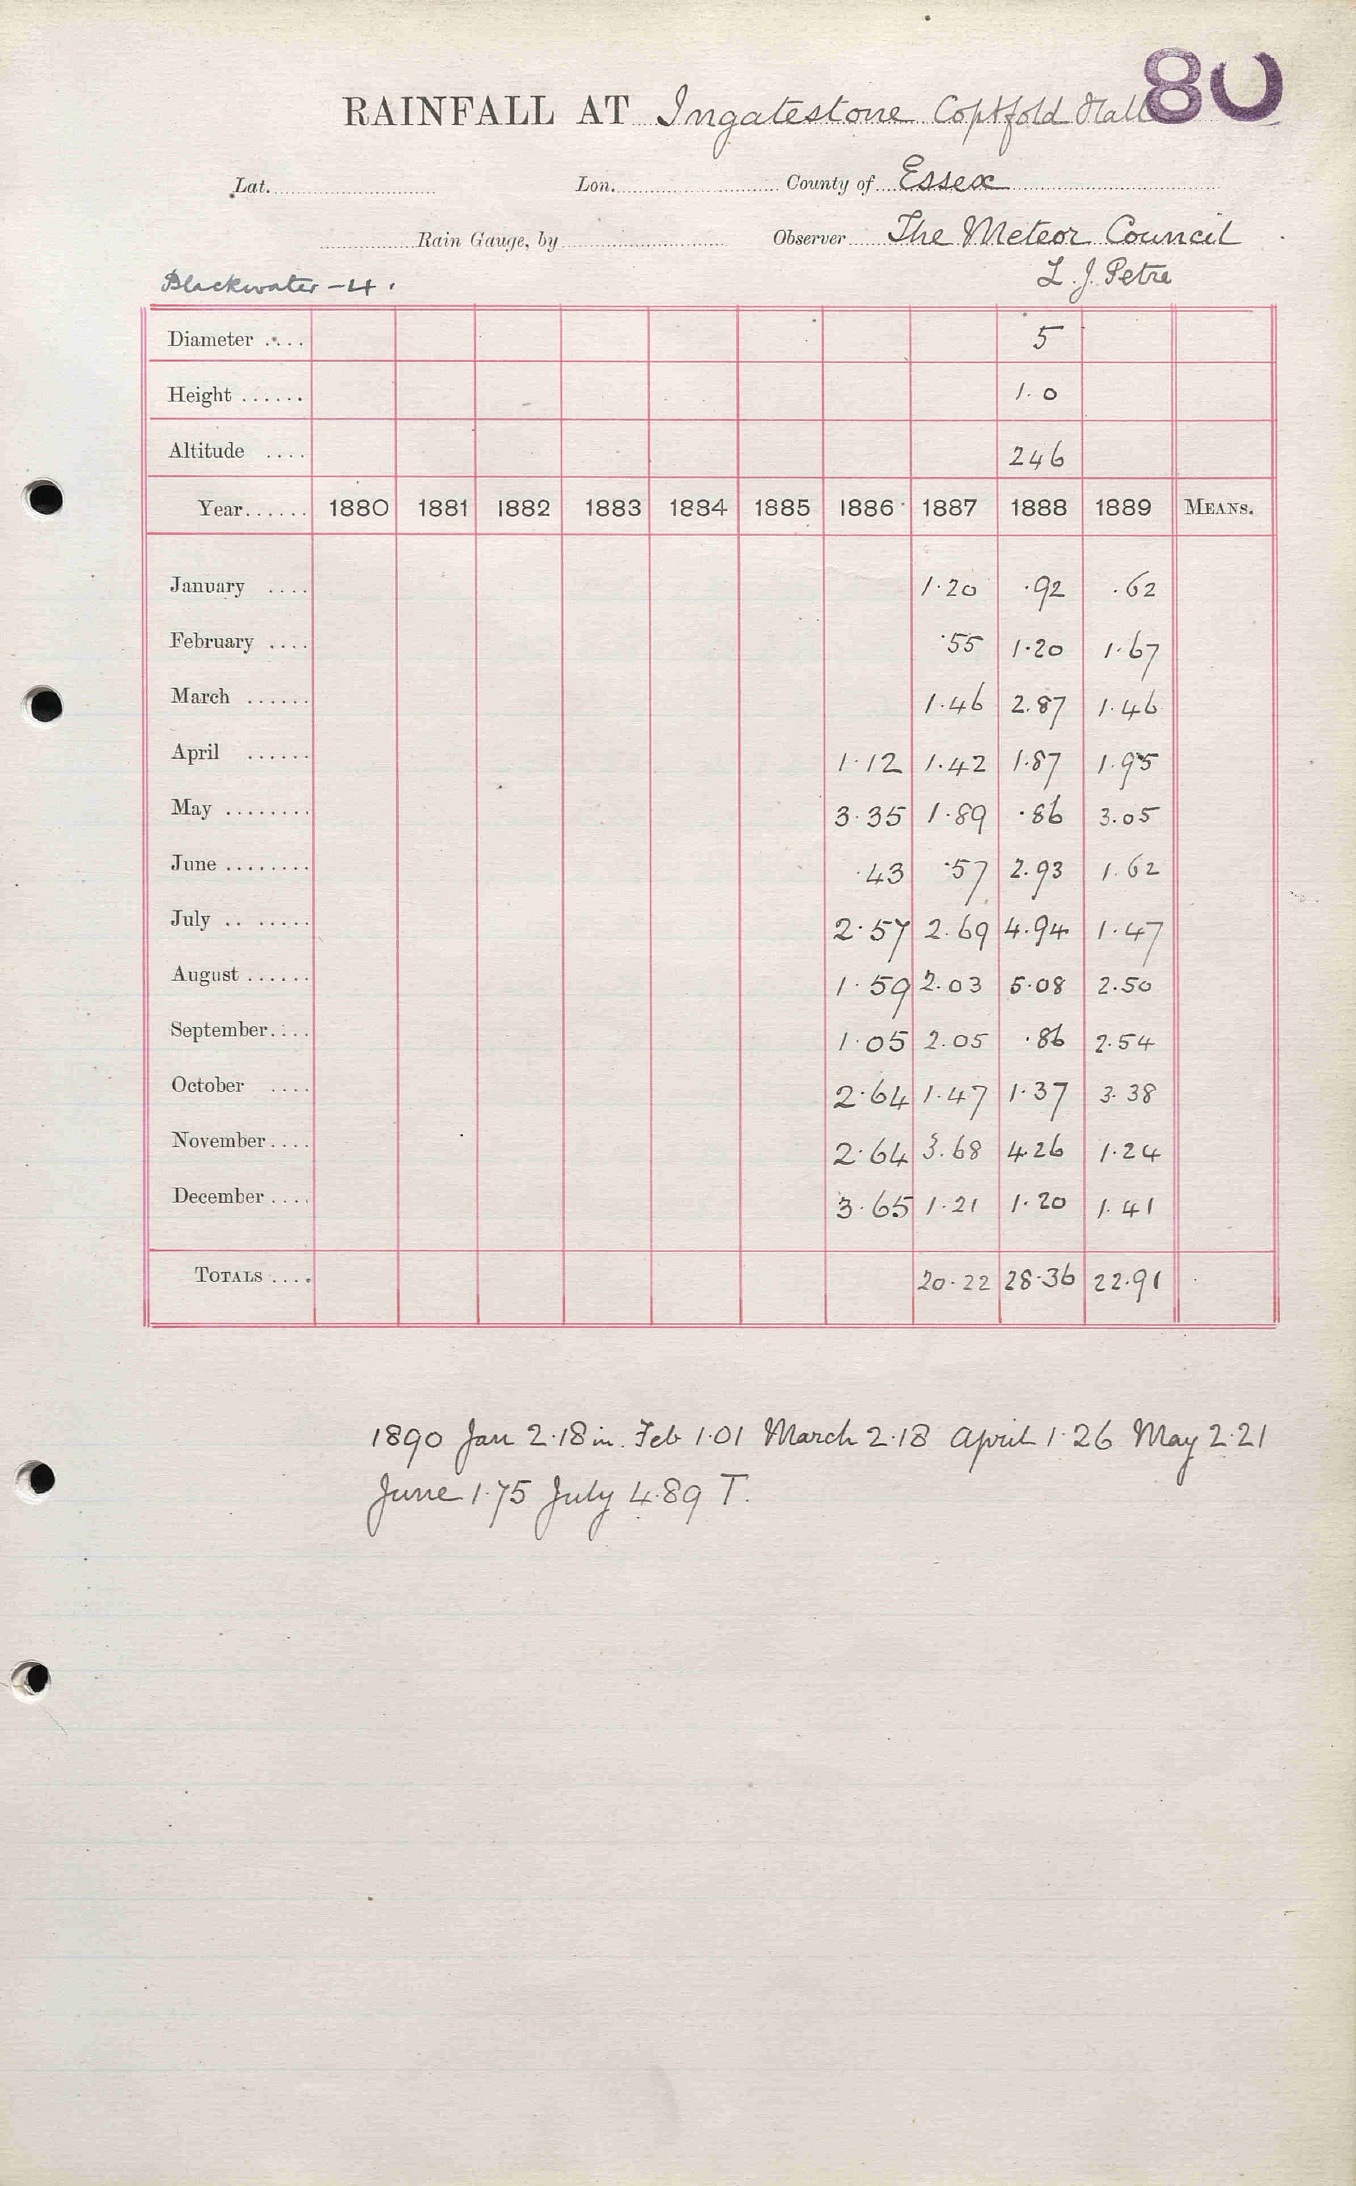 80
RAINFALL AT Ingatestone Coptfold Hall
Lat. Lon. County of Essex
Rain Gauge, by Observer The Meteor Council
Blackwater - 4. L. J. Petre
Diameter .... 5
Height ...... 1.0
Altitude .... 246
Year...... 1880 1881 1882 1883 1884 1885 1886 1887 1888 1889 MEANS.
January .... 1.20 .92 .62
February .... .55 1.20 1.67
March ...... 1.46 2.87 1.46
April ...... 1.12 1.42 1.87 1.95
May ........ 3.35 1.89 .86 3.05
June ........ .43 .57 2.93 1.62
July .. ..... 2.57 2.69 4.94 1.47
August ...... 1.59 2.03 5.08 2.50
September.... 1.05 2.05 .86 2.54
October .... 2.64 1.47 1.37 3.38
November.... 2.64 3.68 4.26 1.24
December .... 3.65 1.21 1.20 1.41
TOTALS .... 20.22 28.36 22.91
1890 Jan 2.18 in. Feb 1.01 March 2.18 April 1.26 May 2.21
June 1.75 July 4.89 T.